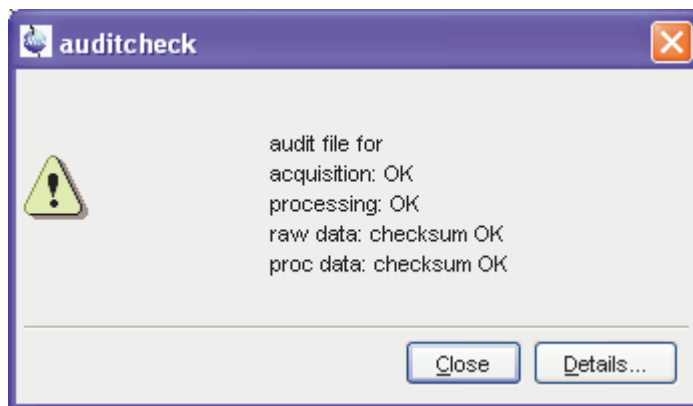 auditcheck
audit file for
acquisition: OK
processing: OK
raw data: checksum OK
proc data: checksum OK
Close
Details...